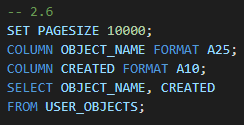 -- 2.6
SET PAGESIZE 10000;
COLUMN OBJECT_NAME FORMAT A25;
COLUMN CREATED FORMAT A10;
SELECT OBJECT_NAME, CREATED
FROM USER_OBJECTS;